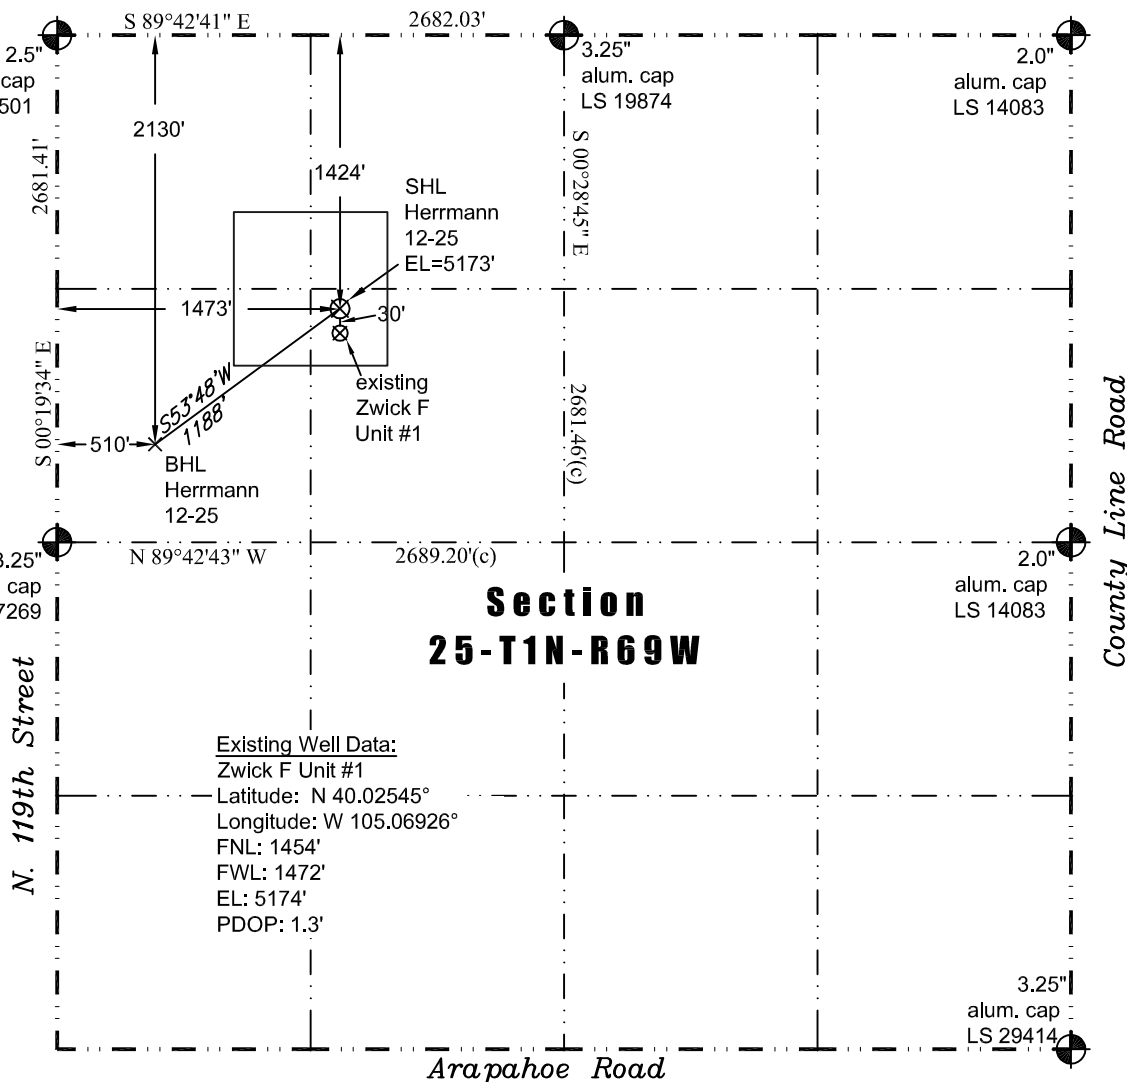 S 89°42'41" E
2682.03'
2.5"
cap
501
3.25"
alum. cap
LS 19874
2.0"
alum. cap
LS 14083
2130'
1424'
2681.41'
S 00°28'45" E
SHL
Herrmann
12-25
EL=5173'
1473'
30'
existing
Zwick F
Unit #1
S53°48'W
1188'
S 00°19'34" E
510'
BHL
Herrmann
12-25
2681.46'(c)
County Line Road
3.25"
cap
7269
N 89°42'43" W
2689.20'(c)
2.0"
alum. cap
LS 14083
Section
25-T1N-R69W
N. 119th Street
Existing Well Data:
Zwick F Unit #1
Latitude: N 40.02545°
Longitude: W 105.06926°
FNL: 1454'
FWL: 1472'
EL: 5174'
PDOP: 1.3'
3.25"
alum. cap
LS 29414
Arapahoe Road